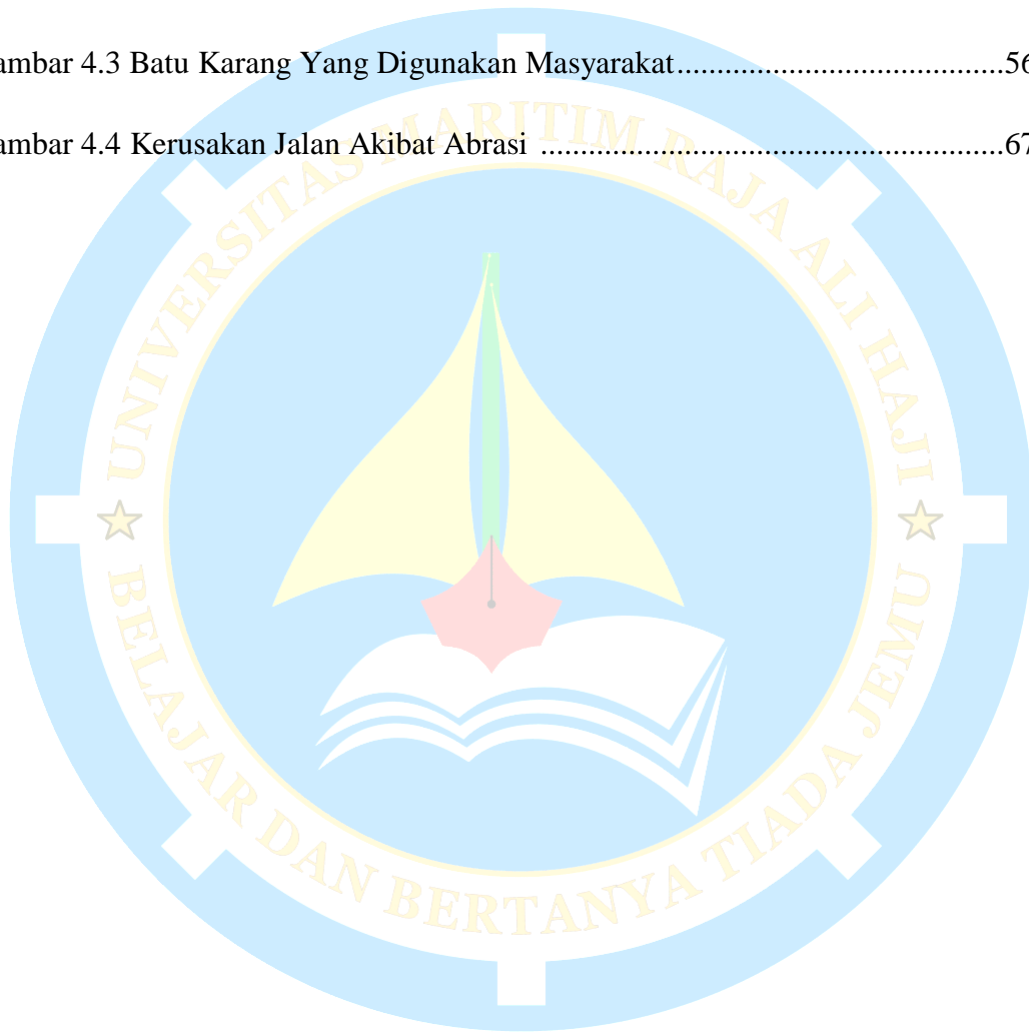 ambar 4.3 Batu Karang Yang Digunakan Masyarakat....................................56
ambar 4.4 Kerusakan Jalan Akibat Abrasi ....................................................67
UNIVERSITAS MARITIM RAJA ALI HAJI
BELAJAR DAN BERTANYA TIADA JEMU